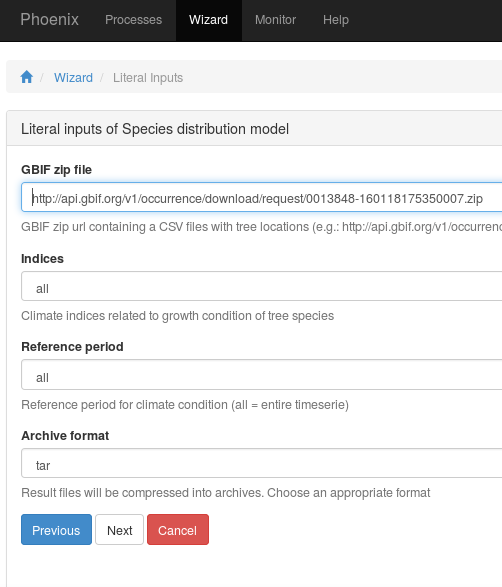 Phoenix Processes Wizard Monitor Help
/ Wizard / Literal Inputs
Literal inputs of Species distribution model
GBIF zip file
http://api.gbif.org/v1/occurrence/download/request/0013848-160118175350007.zip
GBIF zip url containing a CSV files with tree locations (e.g.: http://api.gbif.org/v1/occurrenc
Indices
all
Climate indices related to growth condition of tree species
Reference period
all
Reference period for climate condition (all = entire timeserie)
Archive format
tar
Result files will be compressed into archives. Choose an appropriate format
Previous Next Cancel